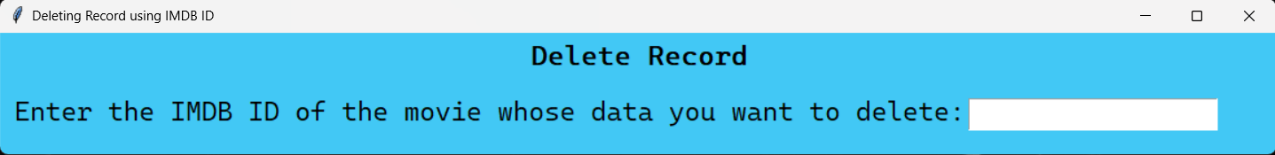 Deleting Record using IMDB ID
Delete Record
Enter the IMDB ID of the movie whose data you want to delete: